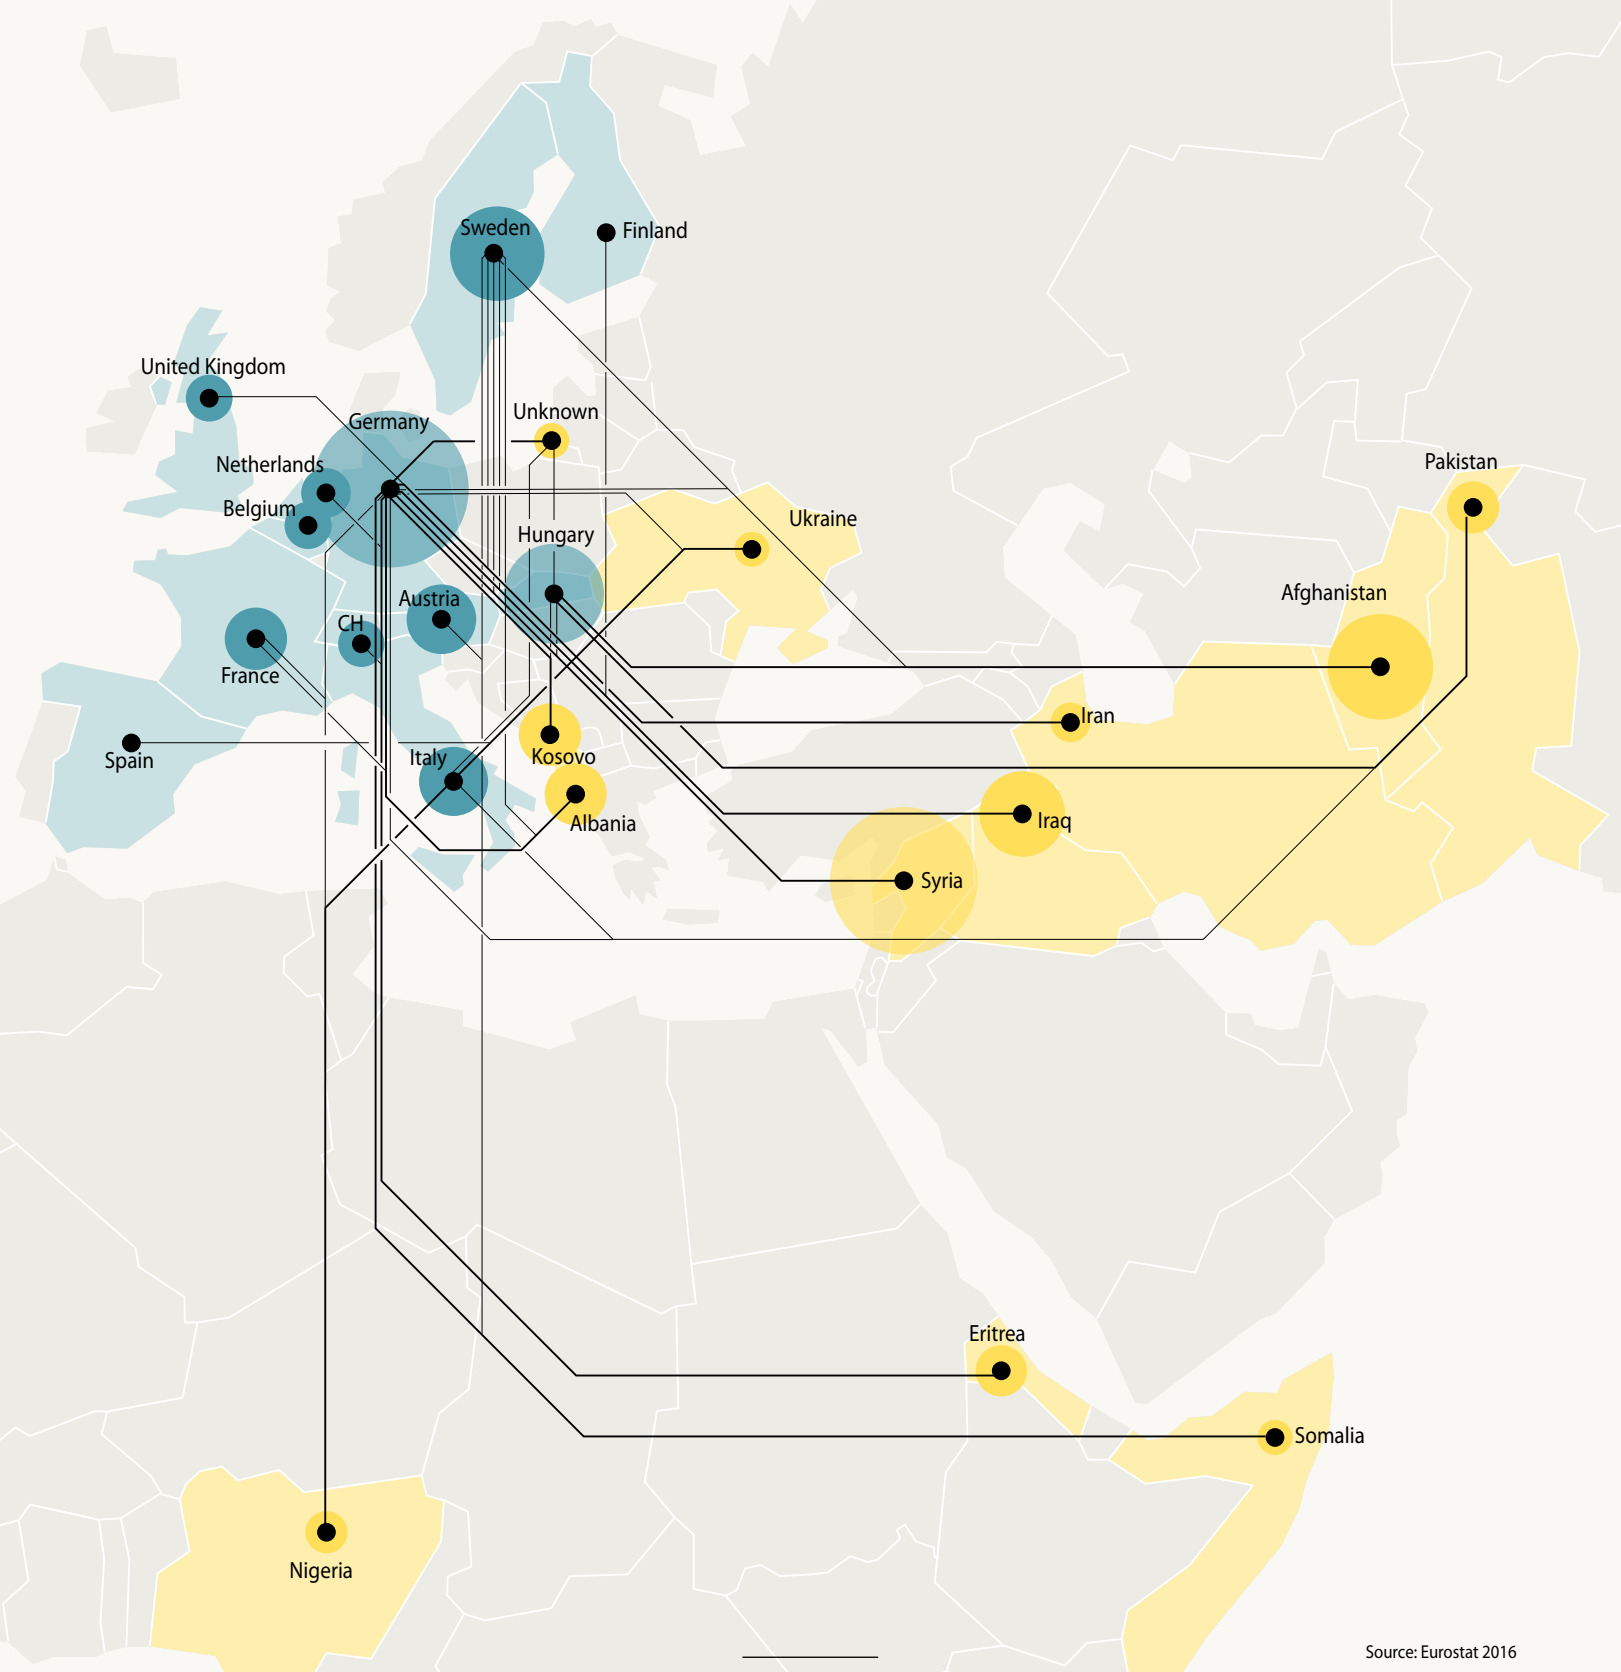 Sweden
Finland
United Kingdom
Germany
Unknown
Netherlands
Pakistan
Belgium
Ukraine
Hungary
Afghanistan
Austria
CH
France
Iran
Spain
Italy
Kosovo
Albania
Iraq
Syria
Eritrea
Somalia
Nigeria
Source: Eurostat 2016